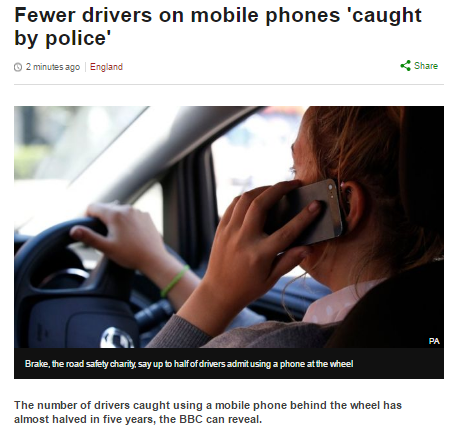 Fewer drivers on mobile phones 'caught
by police'
2 minutes ago England
Share
PA
Brake, the road safety charity, say up to half of drivers admit using a phone at the wheel
The number of drivers caught using a mobile phone behind the wheel has
almost halved in five years, the BBC can reveal.